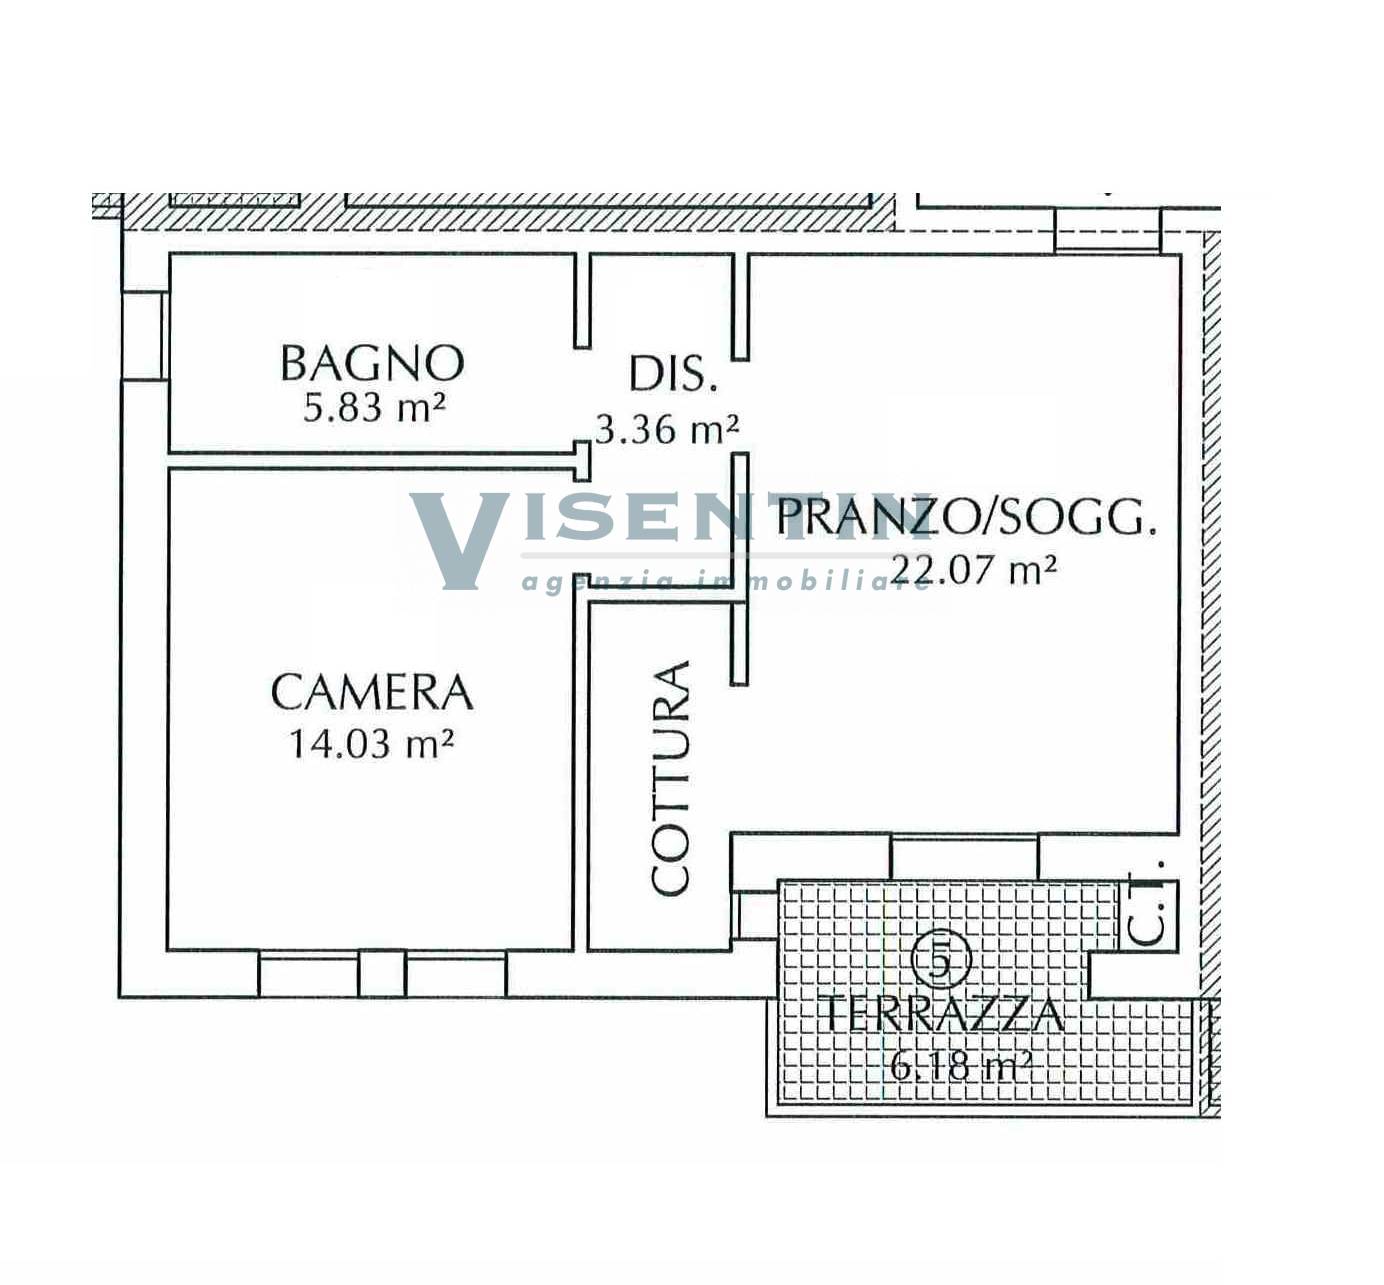 BAGNO
5.83 m²
DIS.
3.36 m²
VISENTIN
agenzia immobiliare
PRANZO/SOGG.
22.07 m²
CAMERA
14.03 m²
COTTURA
C.T.
5
TERRAZZA
6.18 m²